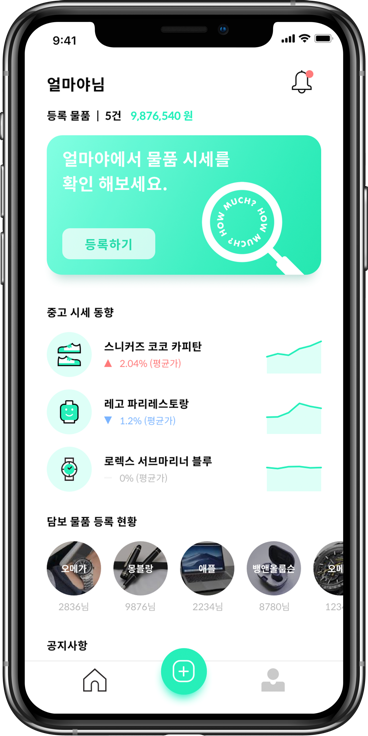 9:41
얼마야님
등록 물품 | 5건 9,876,540 원
얼마야에서 물품 시세를
확인 해보세요.
HOW MUCH? HOW MUCH?
등록하기
중고 시세 동향
스니커즈 코코 카피탄
▲ 2.04% (평균가)
레고 파리레스토랑
▼ 1.2% (평균가)
로렉스 서브마리너 블루
0% (평균가)
담보 물품 등록 현황
오메가 몽블랑 애플 뱅앤올룹슨 오메
2836님 9876님 2234님 8780님 1234
공지사항